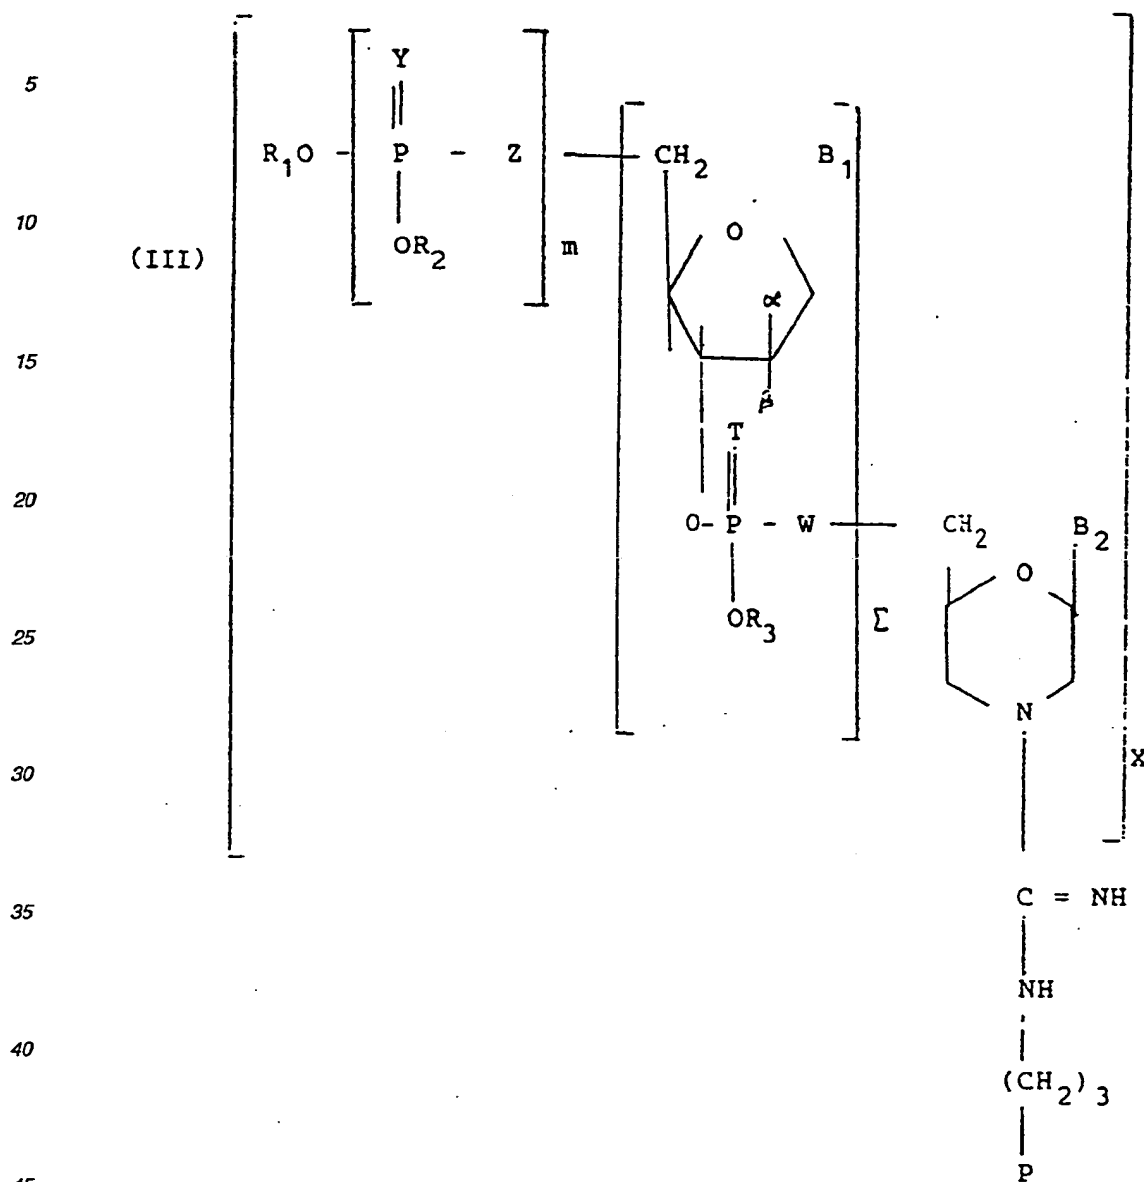 5
Y
R₁O - P - Z
CH₂ B₁
10
O
(III)
OR₂ m
α
15
β
T
20
O- P - W
CH₂ B₂
O
OR₃ Σ
25
N
30
X
C = NH
35
NH
40
(CH₂)₃
P